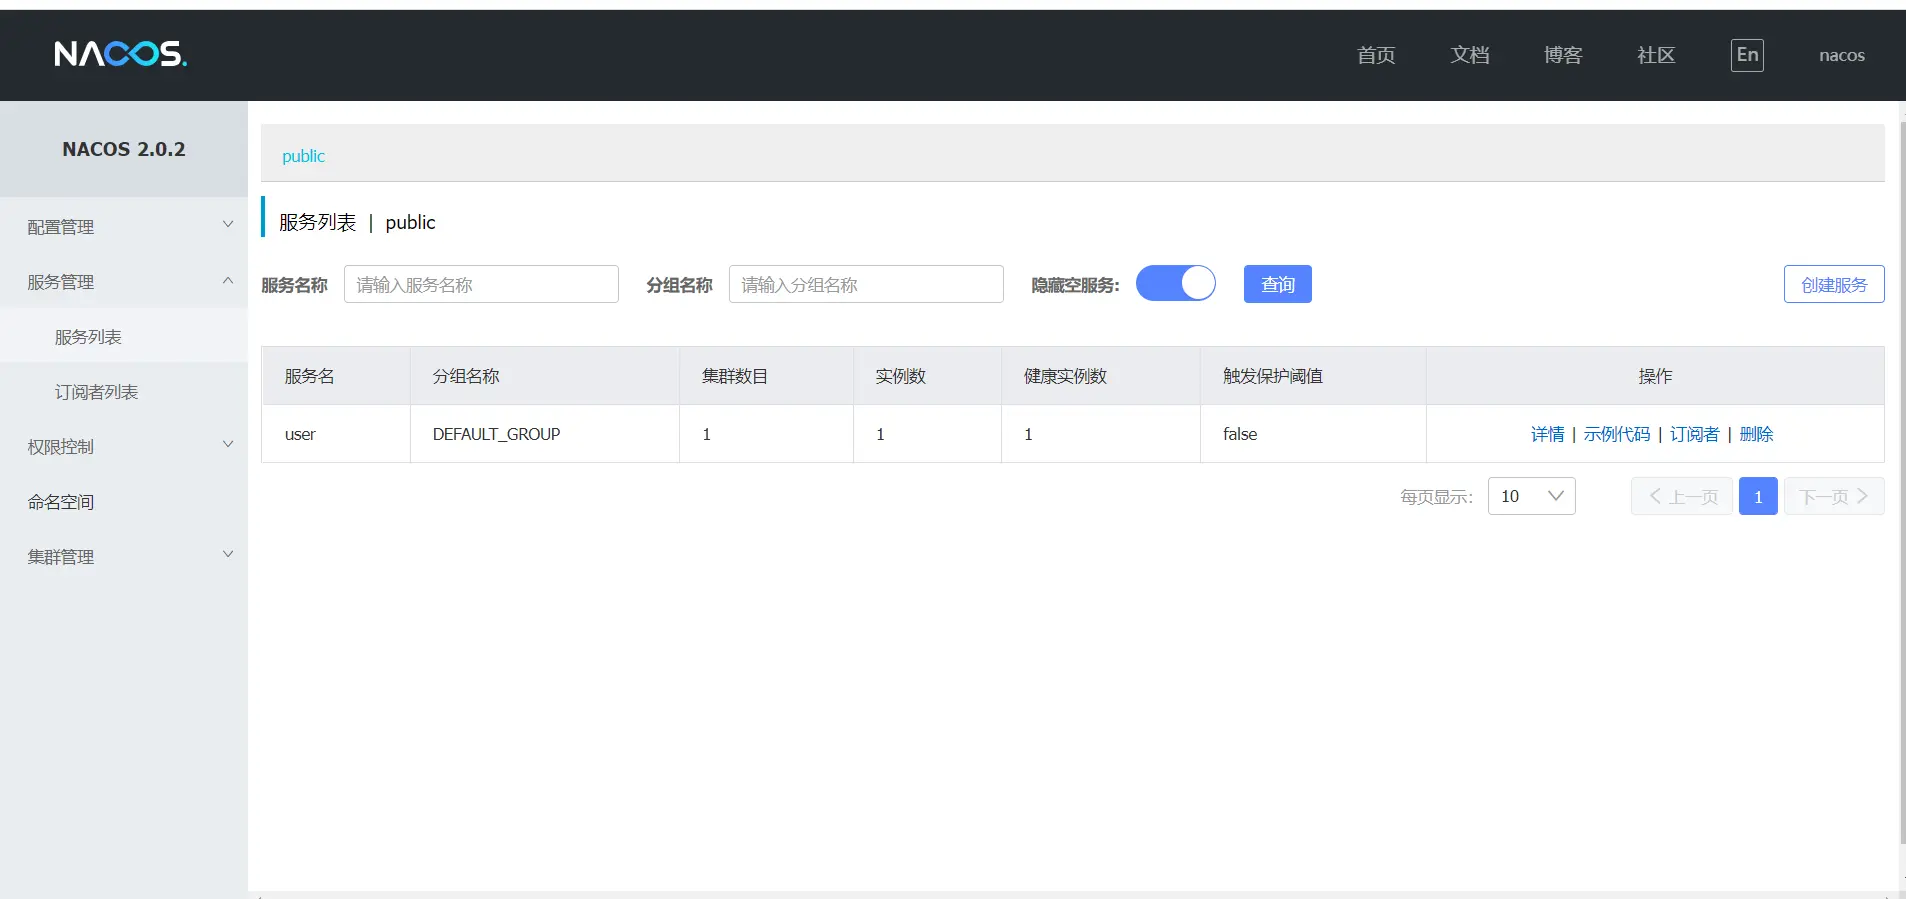 NACOS. 首页 文档 博客 社区 En nacos
NACOS 2.0.2
配置管理
服务管理
服务列表
订阅者列表
权限控制
命名空间
集群管理
public
服务列表 | public
服务名称 请输入服务名称 分组名称 请输入分组名称 隐藏空服务: 查询 创建服务
服务名 分组名称 集群数目 实例数 健康实例数 触发保护阈值 操作
user DEFAULT_GROUP 1 1 1 false 详情 | 示例代码 | 订阅者 | 删除
每页显示: 10 上一页 1 下一页